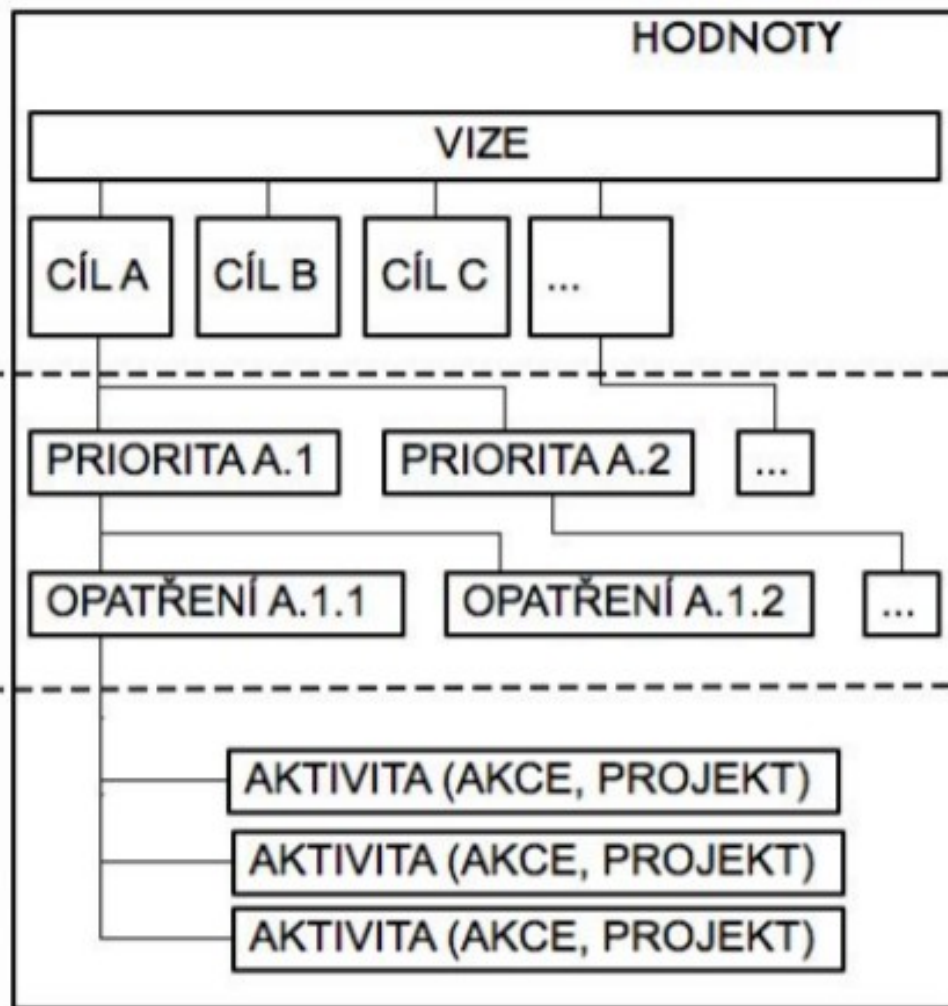 HODNOTY
VIZE
CÍL A
CÍL B
CÍL C
...
PRIORITA A.1
PRIORITA A.2
...
OPATŘENÍ A.1.1
OPATŘENÍ A.1.2
...
AKTIVITA (AKCE, PROJEKT)
AKTIVITA (AKCE, PROJEKT)
AKTIVITA (AKCE, PROJEKT)